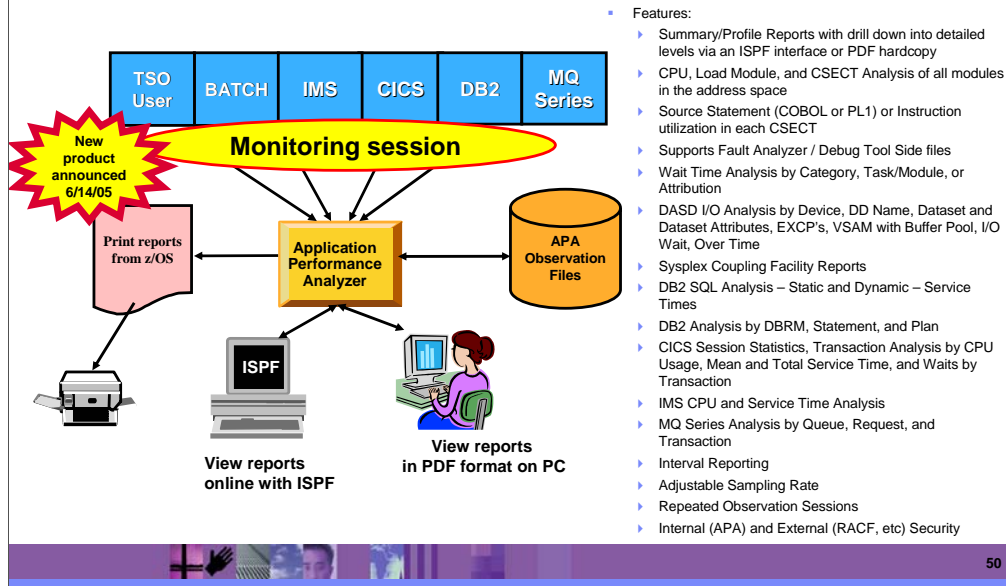 TSO
User
BATCH
IMS
CICS
DB2
MQ
Series
New
product
announced
6/14/05
Monitoring session
Print reports
from z/OS
Application
Performance
Analyzer
APA
Observation
Files
ISPF
View reports
online with ISPF
View reports
in PDF format on PC
Features:
Summary/Profile Reports with drill down into detailed
levels via an ISPF interface or PDF hardcopy
CPU, Load Module, and CSECT Analysis of all modules
in the address space
Source Statement (COBOL or PL1) or Instruction
utilization in each CSECT
Supports Fault Analyzer / Debug Tool Side files
Wait Time Analysis by Category, Task/Module, or
Attribution
DASD I/O Analysis by Device, DD Name, Dataset and
Dataset Attributes, EXCP's, VSAM with Buffer Pool, I/O
Wait, Over Time
Sysplex Coupling Facility Reports
DB2 SQL Analysis – Static and Dynamic – Service
Times
DB2 Analysis by DBRM, Statement, and Plan
CICS Session Statistics, Transaction Analysis by CPU
Usage, Mean and Total Service Time, and Waits by
Transaction
IMS CPU and Service Time Analysis
MQ Series Analysis by Queue, Request, and
Transaction
Interval Reporting
Adjustable Sampling Rate
Repeated Observation Sessions
Internal (APA) and External (RACF, etc) Security
50